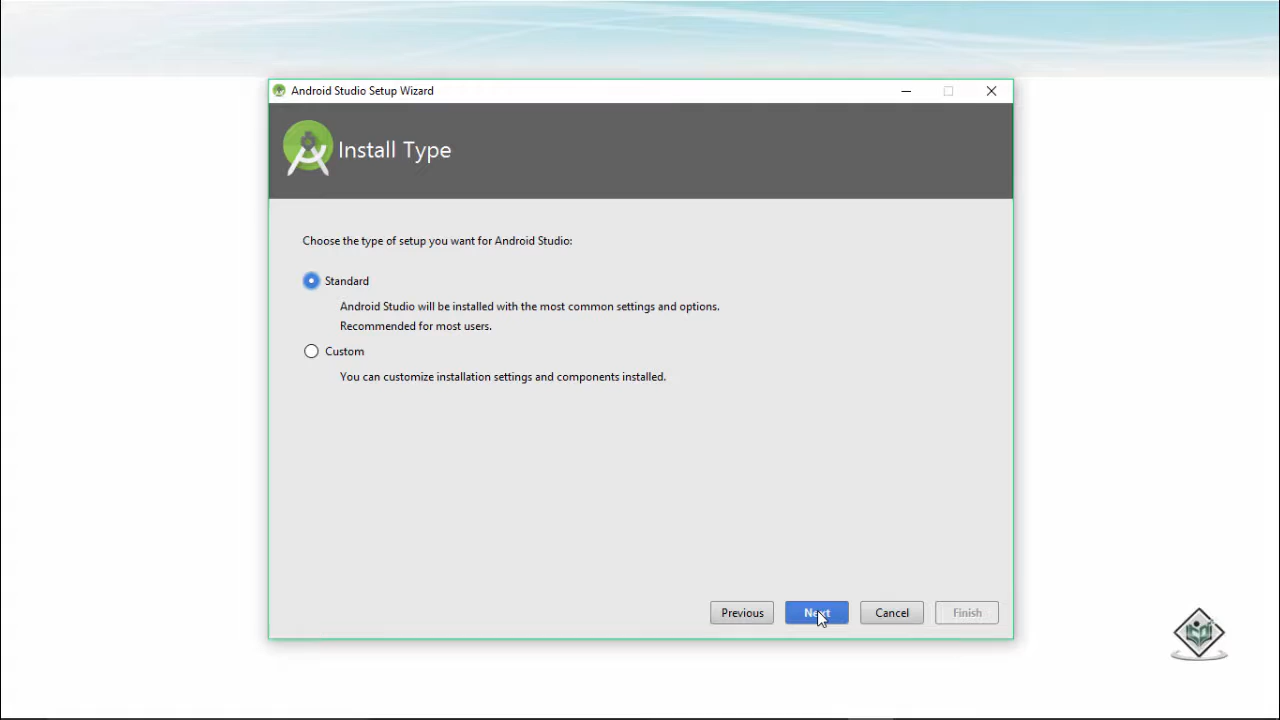 Android Studio Setup Wizard
Install Type
Choose the type of setup you want for Android Studio:
Standard
Android Studio will be installed with the most common settings and options.
Recommended for most users.
Custom
You can customize installation settings and components installed.
Previous Next Cancel Finish